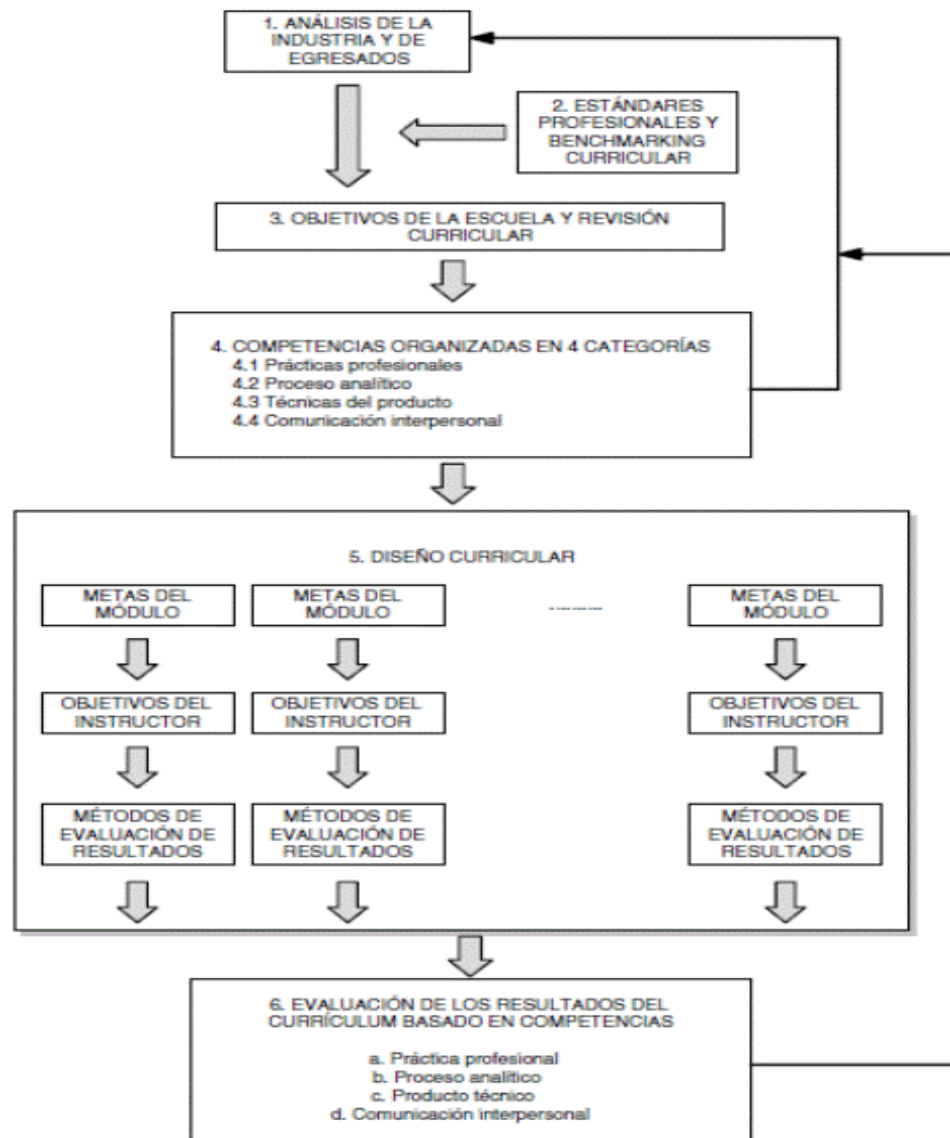 1. ANÁLISIS DE LA
INDUSTRIA Y DE
EGRESADOS
2. ESTÁNDARES
PROFESIONALES Y
BENCHMARKING
CURRICULAR
3. OBJETIVOS DE LA ESCUELA Y REVISIÓN
CURRICULAR
4. COMPETENCIAS ORGANIZADAS EN 4 CATEGORÍAS
4.1 Prácticas profesionales
4.2 Proceso analítico
4.3 Técnicas del producto
4.4 Comunicación interpersonal
5. DISEÑO CURRICULAR
METAS DEL
MÓDULO
METAS DEL
MÓDULO
METAS DEL
MÓDULO
OBJETIVOS DEL
INSTRUCTOR
OBJETIVOS DEL
INSTRUCTOR
OBJETIVOS DEL
INSTRUCTOR
MÉTODOS DE
EVALUACIÓN DE
RESULTADOS
MÉTODOS DE
EVALUACIÓN DE
RESULTADOS
MÉTODOS DE
EVALUACIÓN DE
RESULTADOS
6. EVALUACIÓN DE LOS RESULTADOS DEL
CURRÍCULUM BASADO EN COMPETENCIAS
a. Práctica profesional
b. Proceso analítico
c. Producto técnico
d. Comunicación interpersonal